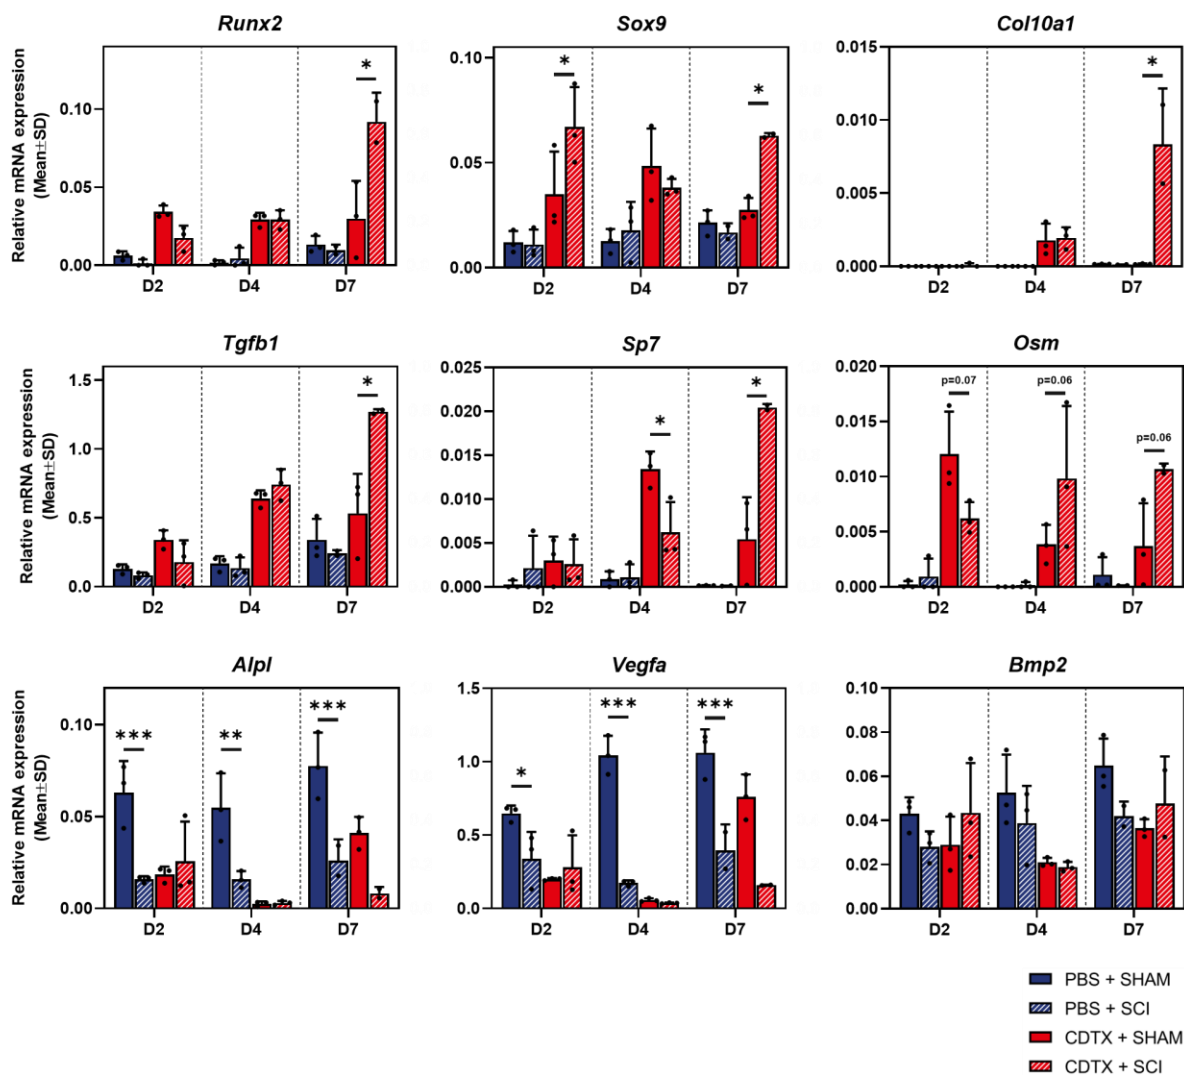 Runx2
Sox9
Col10a1
Relative mRNA expression
(Mean±SD)
0.10
0.05
0.00
*
D2
D4
D7
0.10
0.05
0.00
*
*
D2
D4
D7
0.015
0.010
0.005
0.000
*
D2
D4
D7
Tgfb1
Sp7
Osm
Relative mRNA expression
(Mean±SD)
1.5
1.0
0.5
0.0
*
D2
D4
D7
0.025
0.020
0.015
0.010
0.005
0.000
*
*
D2
D4
D7
0.020
0.015
0.010
0.005
0.000
p=0.07
p=0.06
p=0.06
D2
D4
D7
Alpl
Vegfa
Bmp2
Relative mRNA expression
(Mean±SD)
0.10
0.05
0.00
***
**
***
D2
D4
D7
1.5
1.0
0.5
0.0
*
***
***
D2
D4
D7
0.10
0.08
0.06
0.04
0.02
0.00
D2
D4
D7
PBS + SHAM
PBS + SCI
CDTX + SHAM
CDTX + SCI